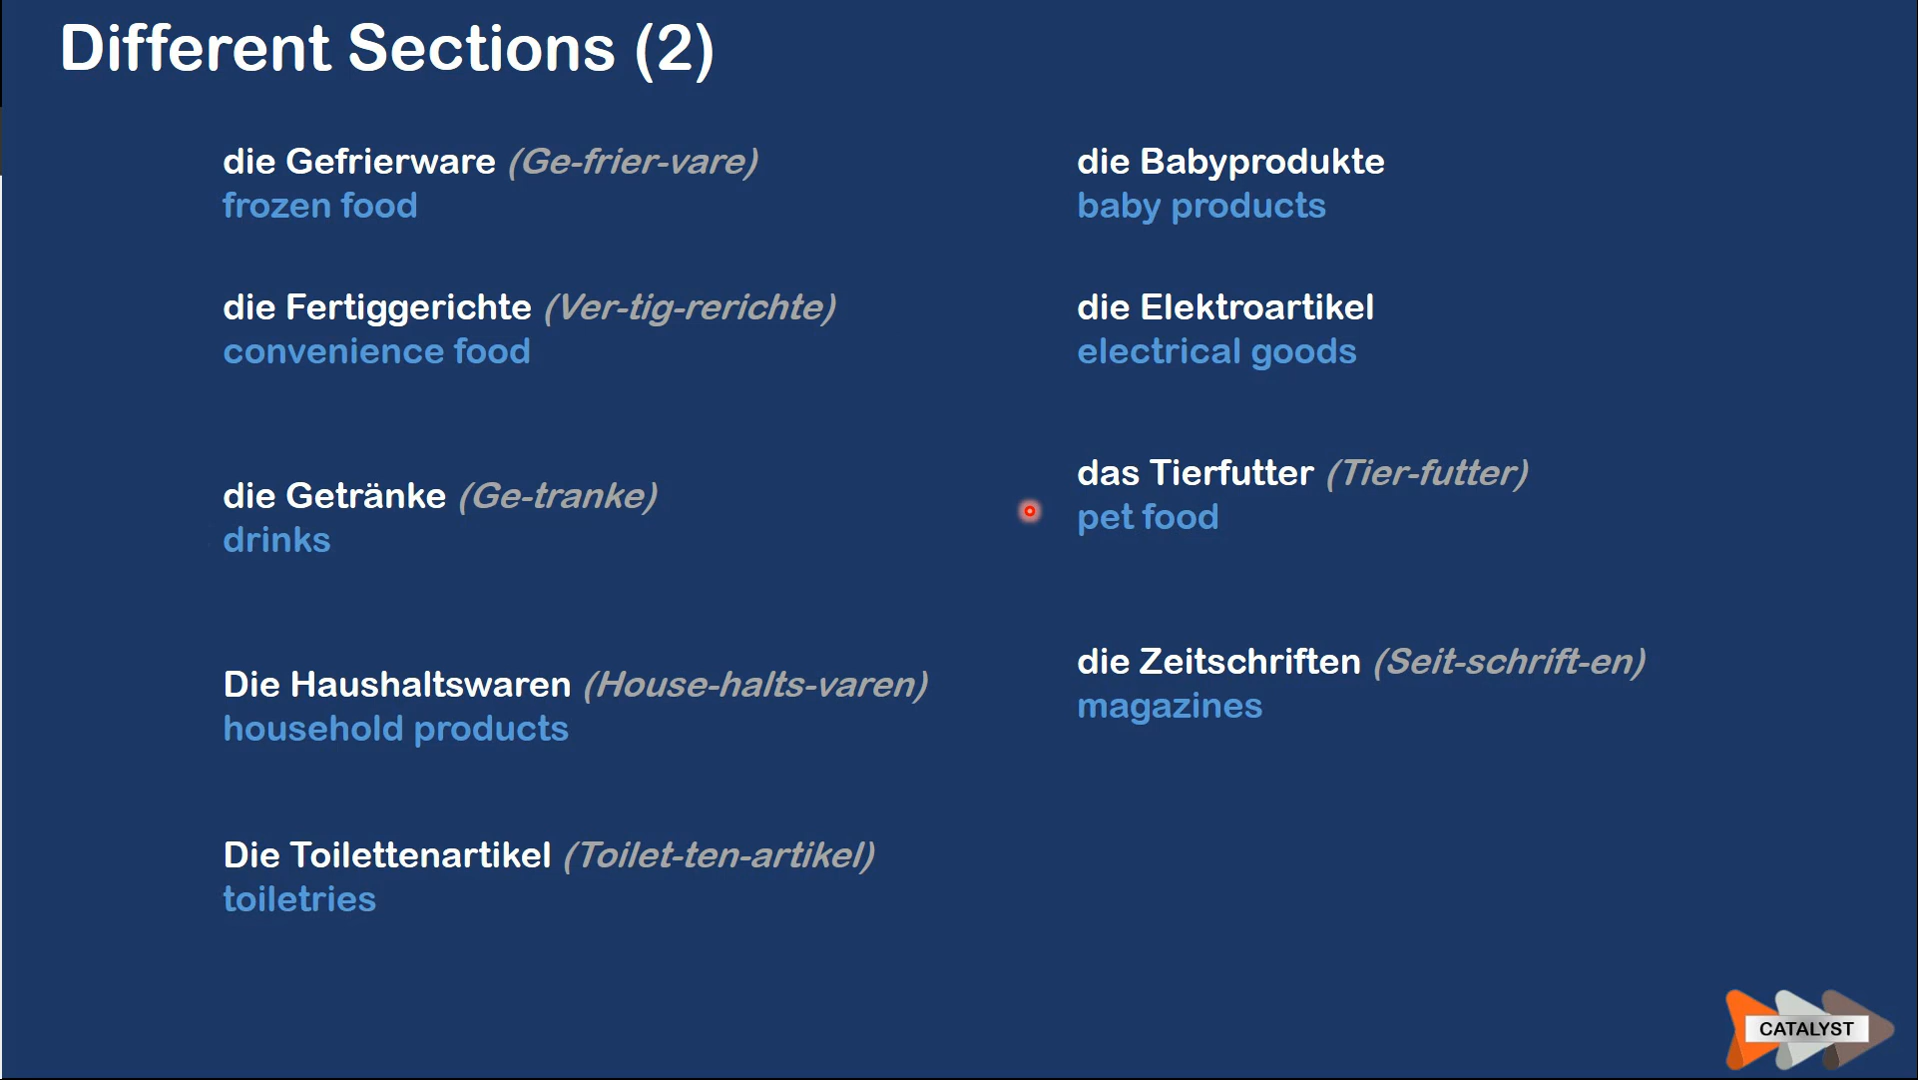 Different Sections (2)
die Gefrierware (Ge-frier-vare)
frozen food
die Fertiggerichte (Ver-tig-rerichte)
convenience food
die Getränke (Ge-tranke)
drinks
Die Haushaltswaren (House-halts-varen)
household products
Die Toilettenartikel (Toilet-ten-artikel)
toiletries
die Babyprodukte
baby products
die Elektroartikel
electrical goods
das Tierfutter (Tier-futter)
pet food
die Zeitschriften (Seit-schrift-en)
magazines
CATALYST